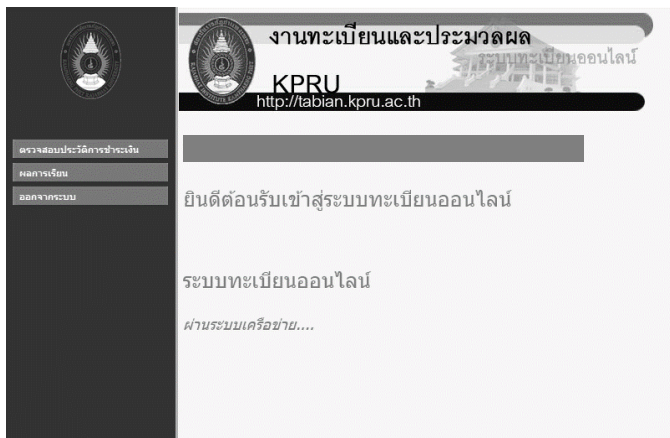 งานทะเบียนและประมวลผล
ระบบทะเบียนออนไลน์
KPRU
http://tabian.kpru.ac.th
ตรวจสอบประวัติการชำระเงิน
ผลการเรียน
ออกจากระบบ
ยินดีต้อนรับเข้าสู่ระบบทะเบียนออนไลน์
ระบบทะเบียนออนไลน์
ผ่านระบบเครือข่าย....